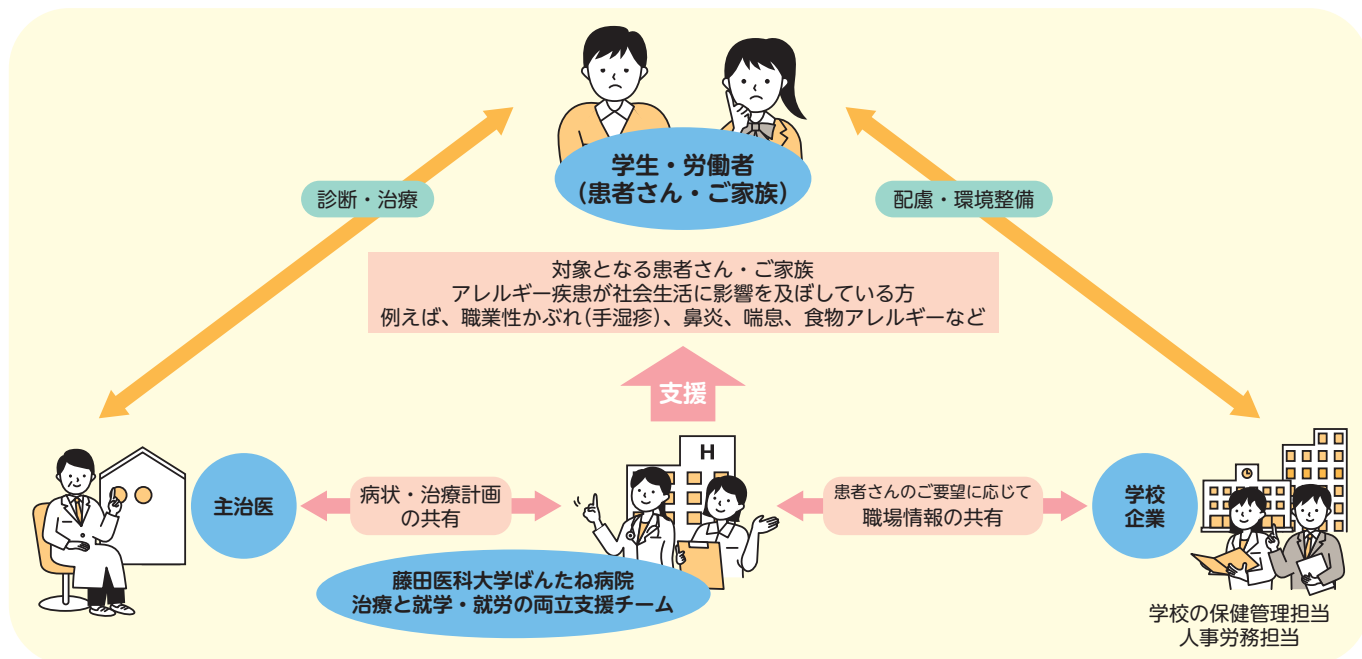 学生・労働者
（患者さん・ご家族）
診断・治療
配慮・環境整備
対象となる患者さん・ご家族
アレルギー疾患が社会生活に影響を及ぼしている方
例えば、職業性かぶれ（手湿疹）、鼻炎、喘息、食物アレルギーなど
支援
H
主治医
病状・治療計画
の共有
患者さんのご要望に応じて
職場情報の共有
学校
企業
藤田医科大学ばんたね病院
治療と就学・就労の両立支援チーム
学校の保健管理担当
人事労務担当